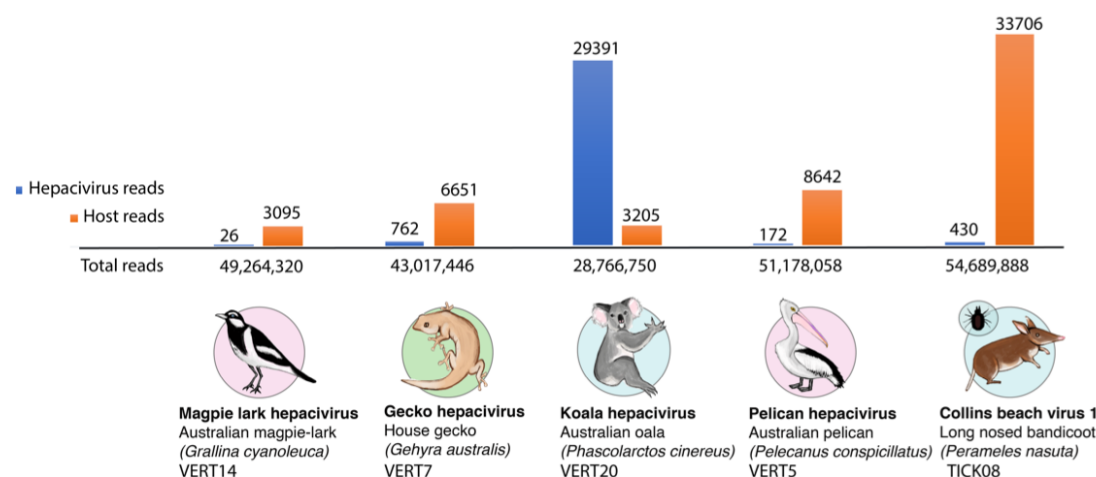 33706
29391
8642
6651
3095
3205
26
762
172
430
Hepacivirus reads
Host reads
Total reads
49,264,320
43,017,446
28,766,750
51,178,058
54,689,888
Magpie lark hepacivirus
Australian magpie-lark
(Grallina cyanoleuca)
VERT14
Gecko hepacivirus
House gecko
(Gehyra australis)
VERT7
Koala hepacivirus
Australian oala
(Phascolarctos cinereus)
VERT20
Pelican hepacivirus
Australian pelican
(Pelecanus conspicillatus)
VERT5
Collins beach virus 1
Long nosed bandicoot
(Perameles nasuta)
TICK08